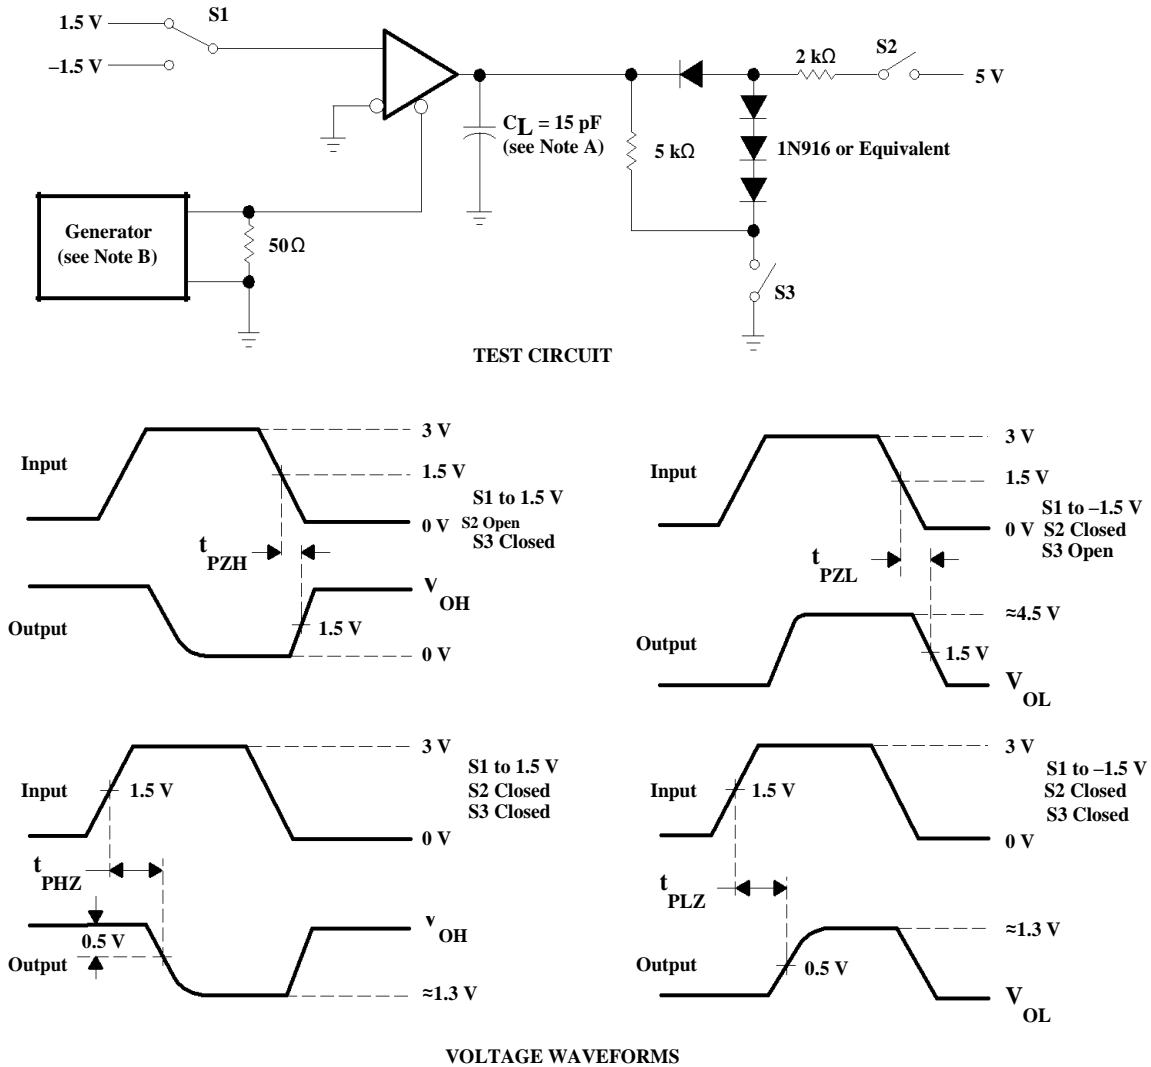 1.5 V
S1
–1.5 V
2 kΩ
S2
5 V
CL = 15 pF
(see Note A)
5 kΩ
1N916 or Equivalent
Generator
(see Note B)
50Ω
S3
TEST CIRCUIT
Input
3 V
1.5 V
S1 to 1.5 V
0 V
S2 Open
S3 Closed
tPZH
VOH
Output
1.5 V
0 V
Input
3 V
1.5 V
S1 to –1.5 V
0 V
S2 Closed
S3 Open
tPZL
≈4.5 V
Output
1.5 V
VOL
3 V
S1 to 1.5 V
Input
1.5 V
S2 Closed
S3 Closed
0 V
tPHZ
VOH
0.5 V
Output
≈1.3 V
3 V
S1 to –1.5 V
Input
1.5 V
S2 Closed
S3 Closed
0 V
tPLZ
≈1.3 V
Output
0.5 V
VOL
VOLTAGE WAVEFORMS